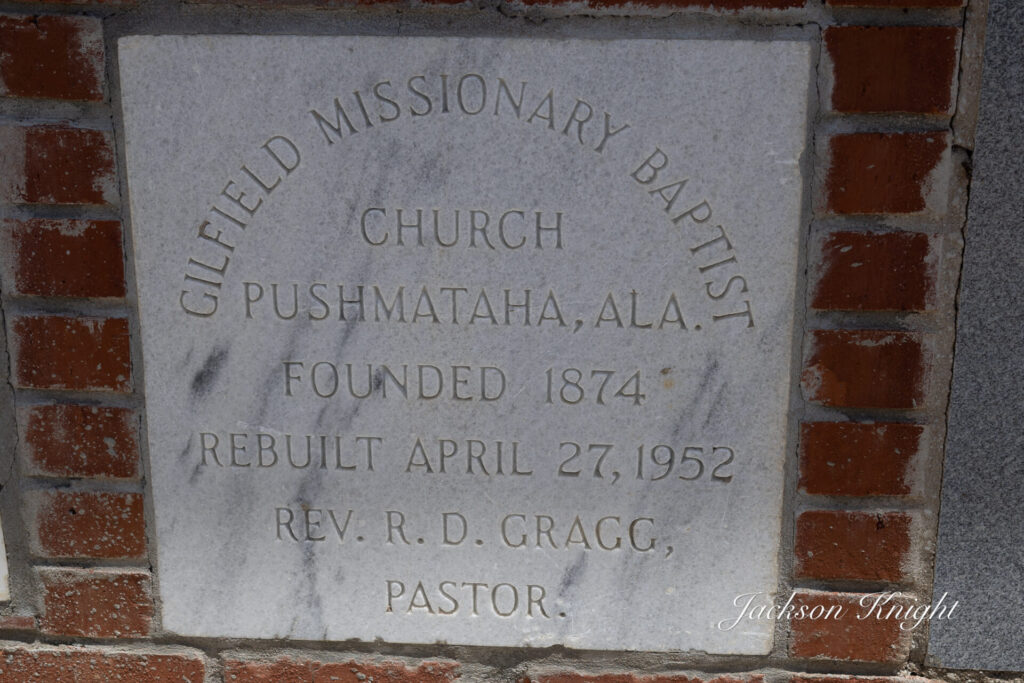 GILFIELD MISSIONARY BAPTIST
CHURCH
PUSHMATAHA, ALA.
FOUNDED 1874
REBUILT APRIL 27, 1952
REV. R. D. GRAGG,
PASTOR.
Jackson Knight